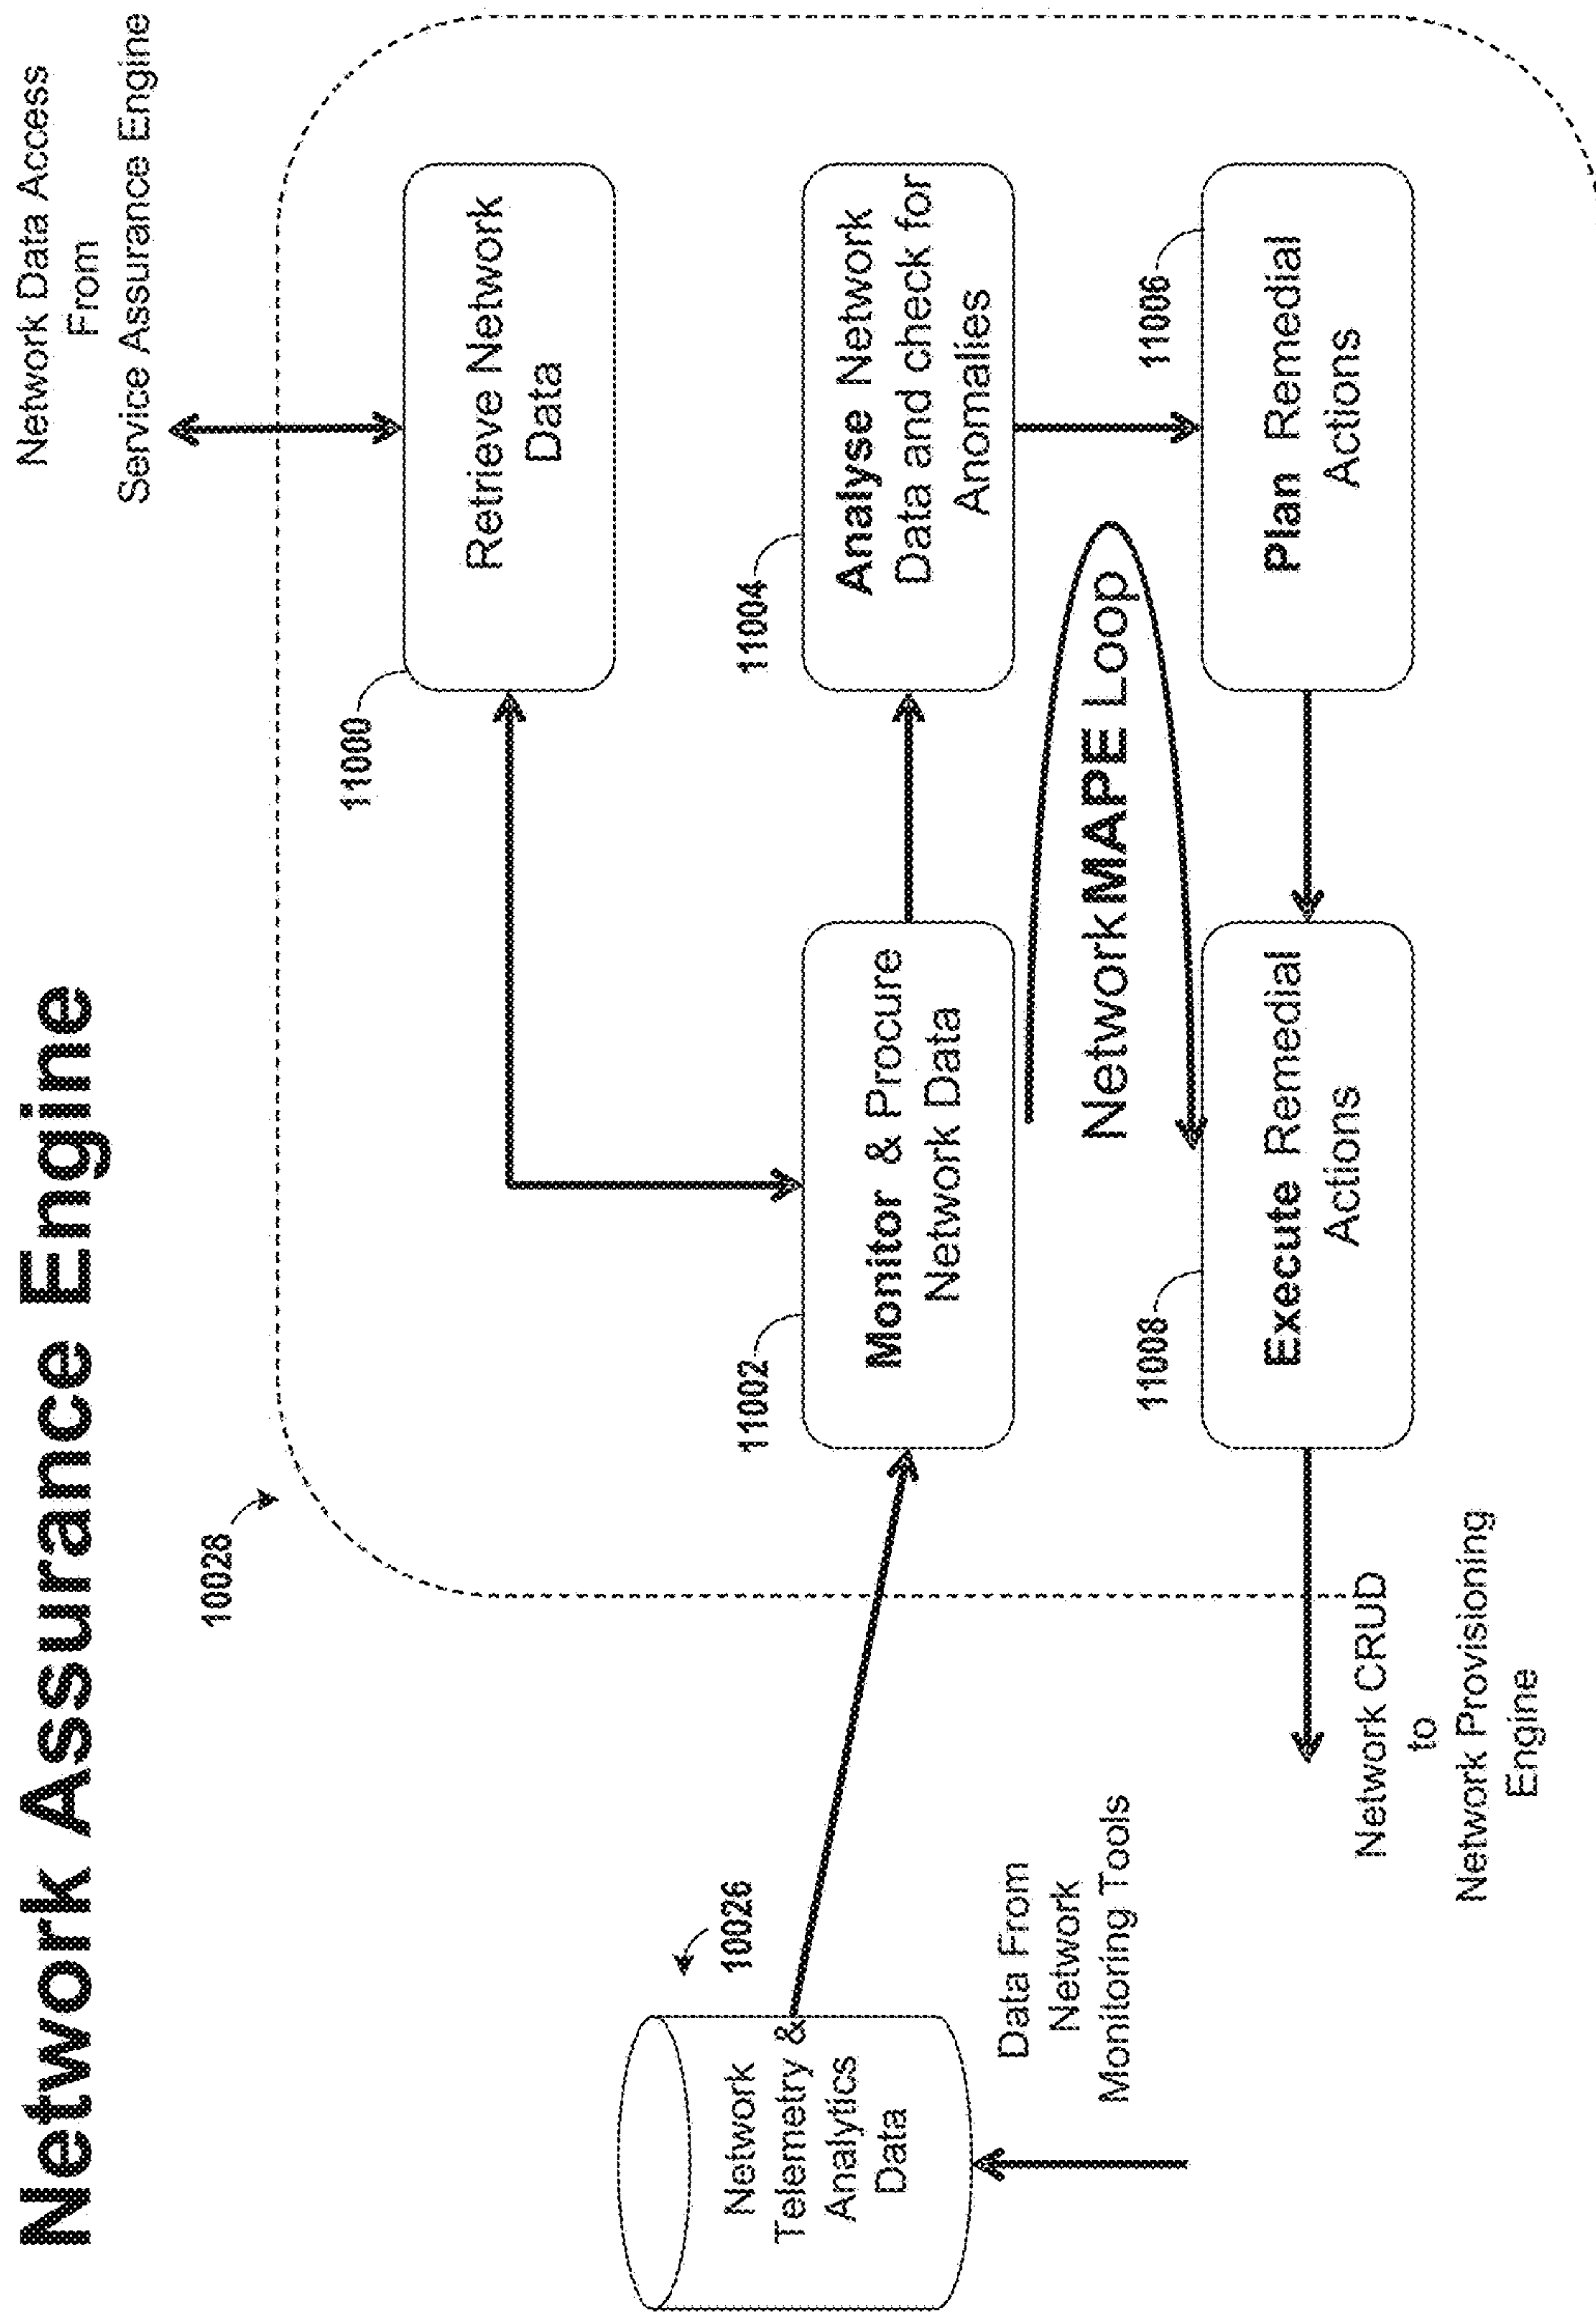 Network Assurance Engine
Network Data Access
From
Service Assurance Engine
10028
11000
Retrieve Network
Data
10026
Network
Telemetry &
Analytics
Data
Data From
Network
Monitoring Tools
11002
Monitor & Procure
Network Data
11004
Analyse Network
Data and check for
Anomalies
Network MAPE Loop
11008
Execute Remedial
Actions
11006
Plan Remedial
Actions
Network CRUD
to
Network Provisioning
Engine